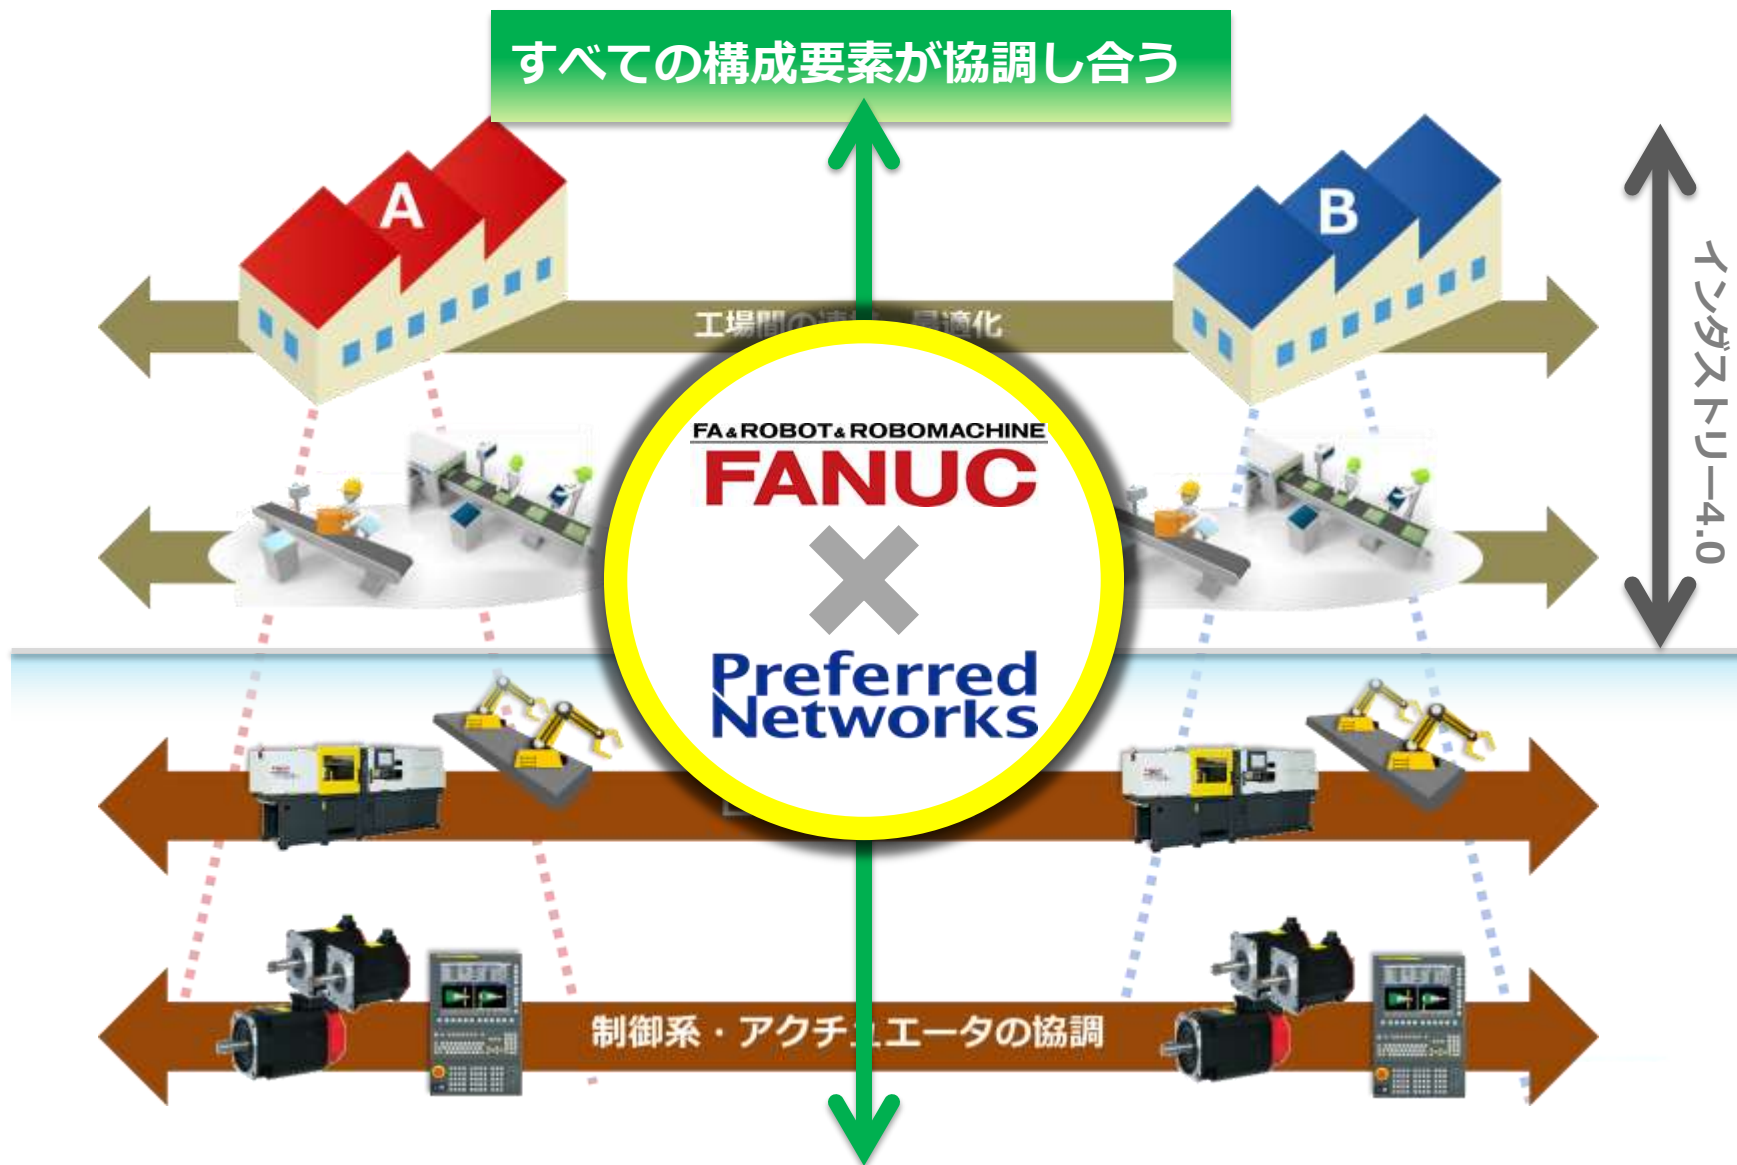 すべての構成要素が協調し合う
A
B
工場間の
最適化
インダストリー4.0
FA&ROBOT&ROBOMACHINE
FANUC
Preferred
Networks
制御系・アクチュエータの協調